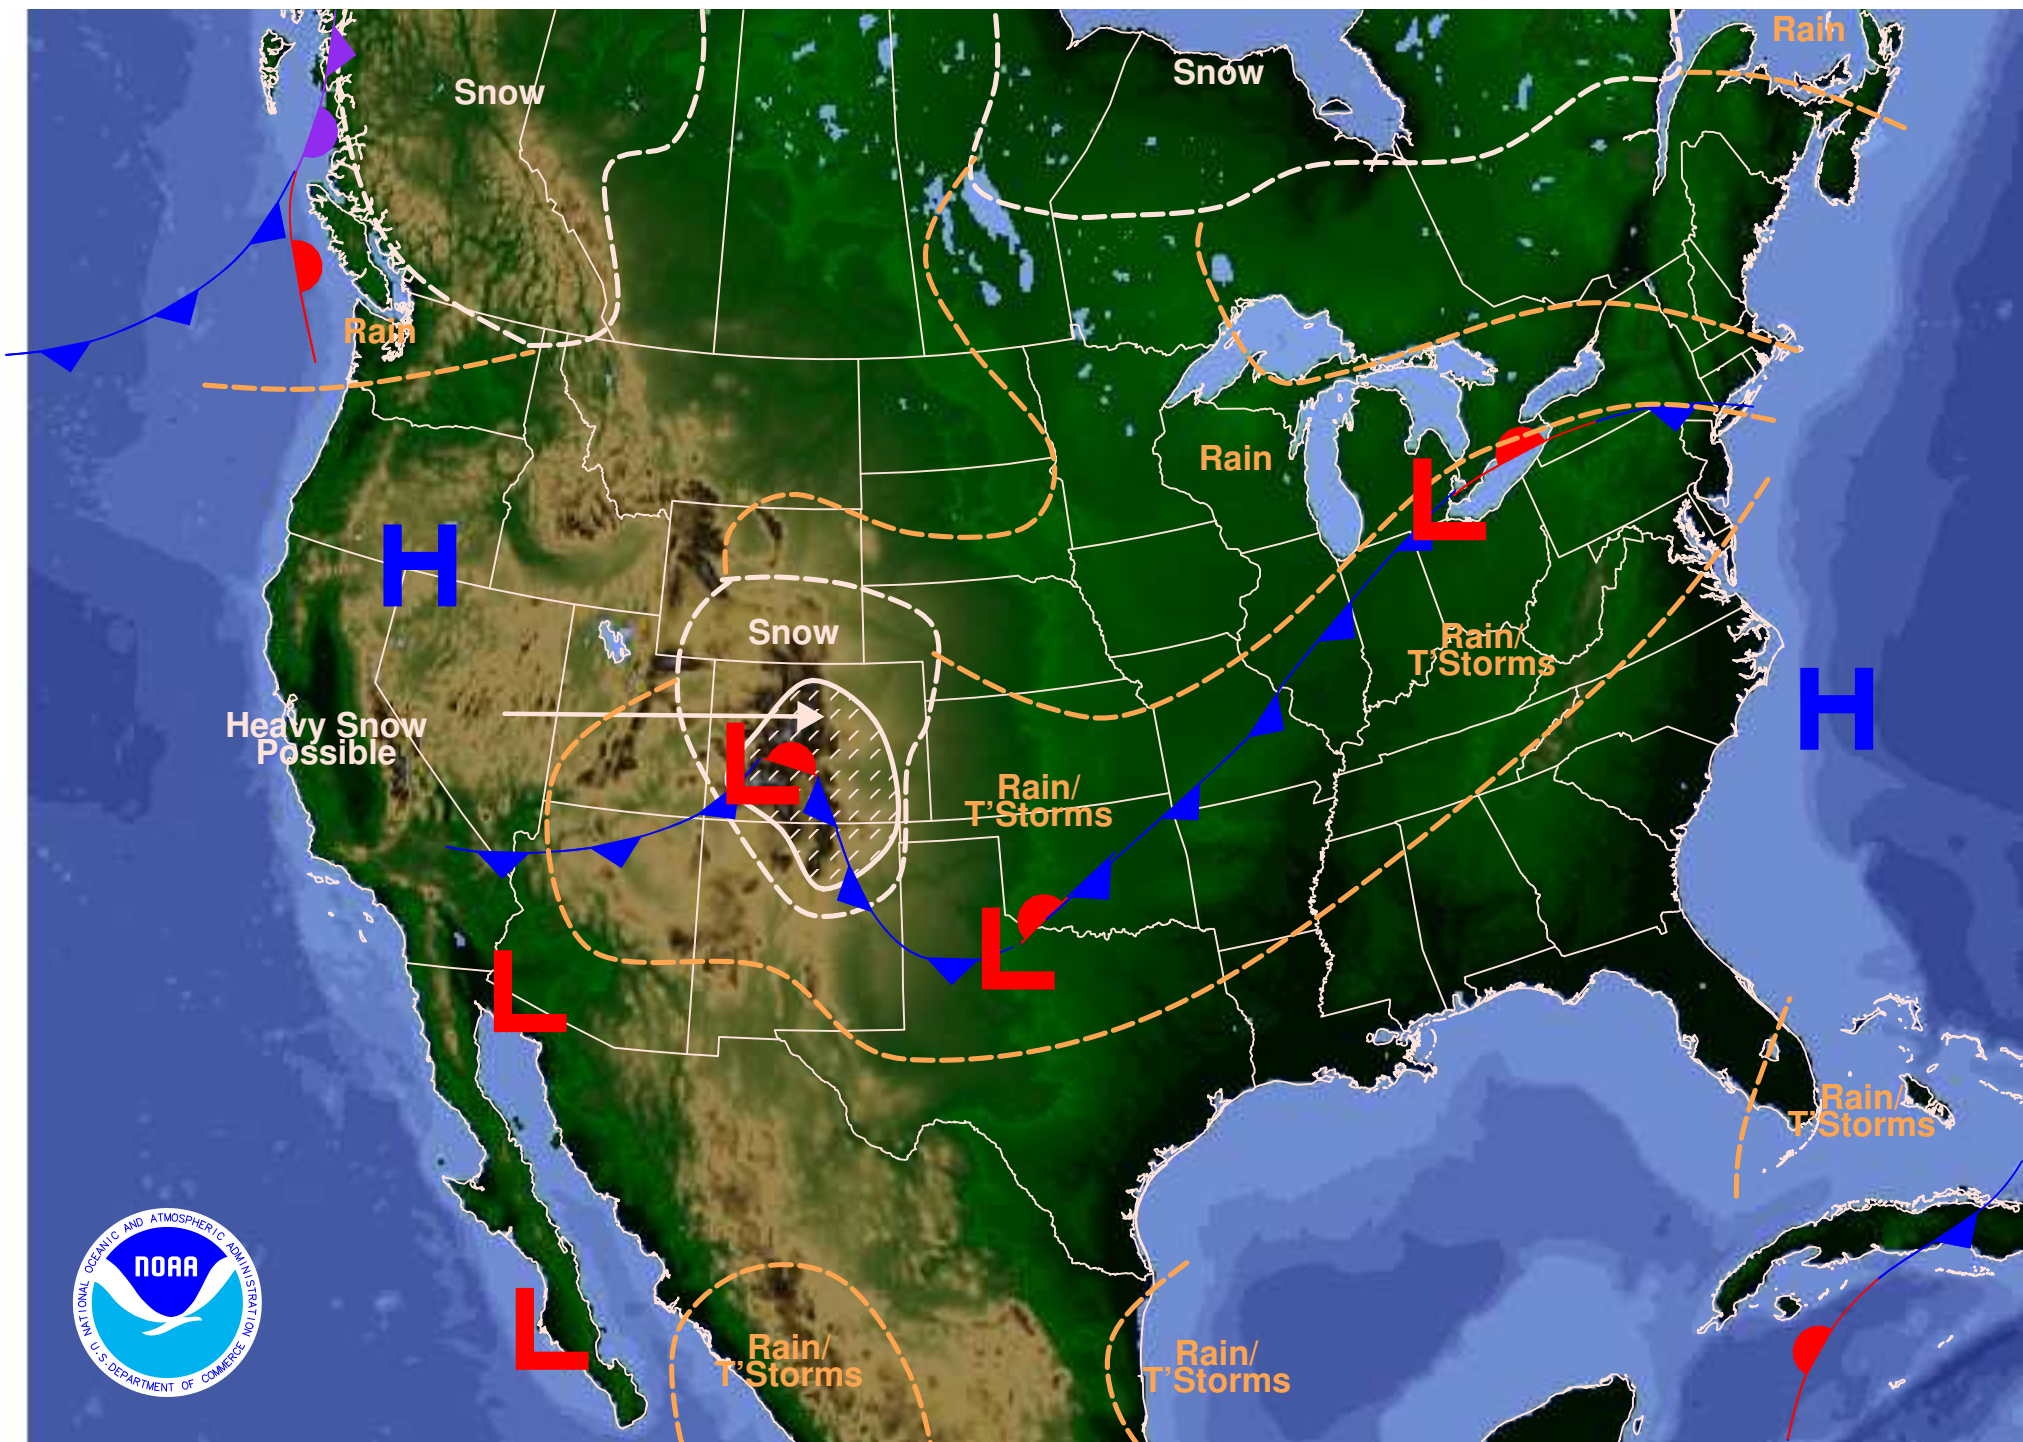 Rain
Snow
Snow
Rain
Rain
H
L
Rain/
T'Storms
Snow
H
Heavy Snow
Possible
L
Rain/
T'Storms
L
L
Rain/
T'Storms
L
Rain/
T'Storms
Rain/
T'Storms
NATIONAL OCEANIC AND ATMOSPHERIC ADMINISTRATION
NOAA
U.S. DEPARTMENT OF COMMERCE